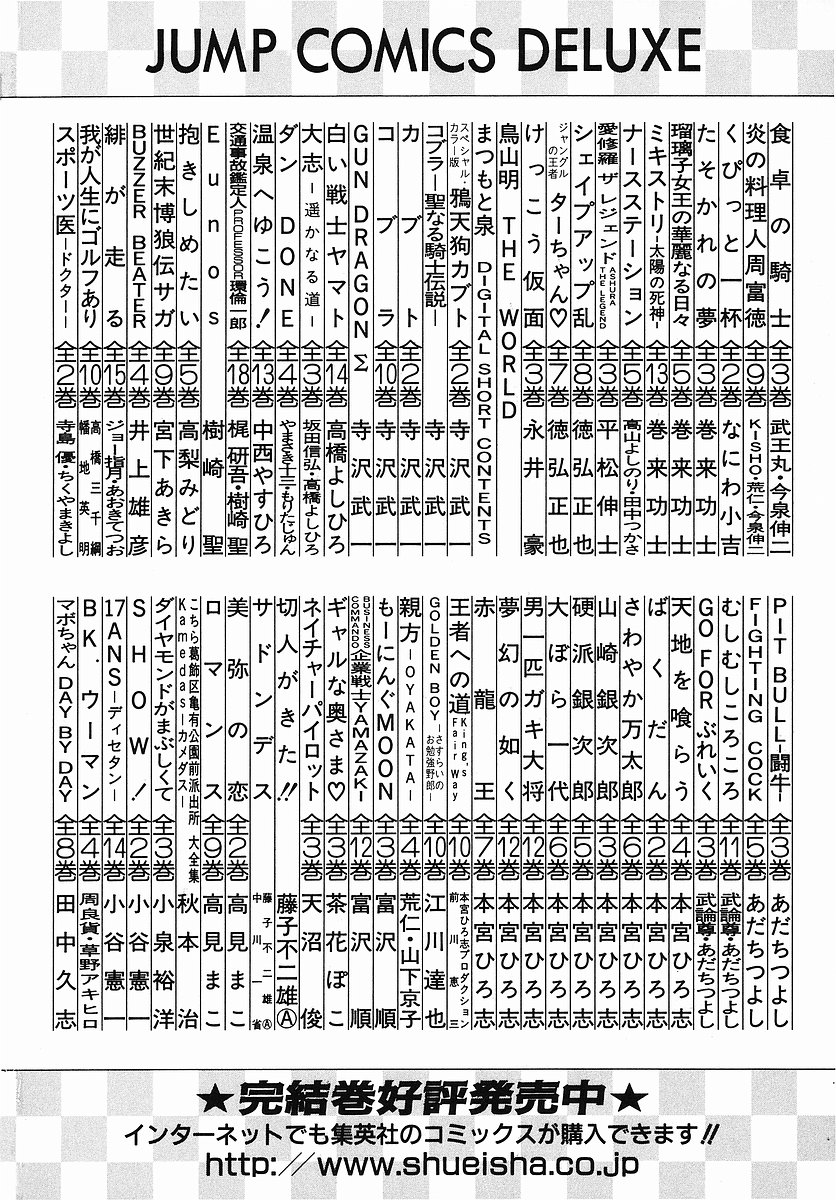 JUMP COMICS DELUXE
食卓の騎士 全3巻 武王丸・今泉伸二
炎の料理人周富徳 全9巻 K-ISHO・荒仁・今泉伸二
くぴっと一杯 全2巻 なにわ小吉
たそかれの夢 全3巻 巻来功士
瑠璃子女王の華麗なる日々 全5巻 巻来功士
ミキストリ-太陽の死神- 全13巻 巻来功士
ナースステーション 全5巻 高山よしのり・田中つかさ
愛修羅 ザ レジェンド ASHURA THE LEGEND 全3巻 平松伸士
シェイプアップ乱 全8巻 徳弘正也
ジャングルの王者 ターちゃん♡ 全7巻 徳弘正也
けっこう仮面 全3巻 永井豪
鳥山明 THE WORLD
まつもと泉 DIGITAL SHORT CONTENTS
スペシャル・カラー版 鴉天狗カブト 全2巻 寺沢武一
コブラ-聖なる騎士伝説- 寺沢武一
カブト 全2巻 寺沢武一
コブラ 全10巻 寺沢武一
GUN DRAGON Σ 寺沢武一
白い戦士ヤマト 全14巻 高橋よしひろ
大志-遥かなる道- 全3巻 坂田信弘・高橋よしひろ
ダン DONE 全4巻 やまさき十三・もりたじゅん
温泉へゆこう! 全13巻 中西やすひろ
交通事故鑑定人PROFESSOR環倫一郎 全18巻 梶研吾・樹崎聖
Eunos 樹崎聖
抱きしめたい 全5巻 高梨みどり
世紀末博狼伝サガ 全9巻 宮下あきら
BUZZER BEATER 全4巻 井上雄彦
緋が走る 全15巻 ジョー指月・あおきてつお
我が人生にゴルフあり 全10巻 高橋三千綱 幡地英明
スポーツ医-ドクター- 全2巻 寺島優・ちくやまきよし
PIT BULL-闘牛- 全3巻 あだちつよし
FIGHTING COCK 全5巻 あだちつよし
むしむしころころ 全11巻 武論尊・あだちつよし
GO FOR ぶれいく 全3巻 武論尊・あだちつよし
天地を喰らう 全4巻 本宮ひろ志
ばくだん 全2巻 本宮ひろ志
さわやか万太郎 全6巻 本宮ひろ志
山崎銀次郎 全3巻 本宮ひろ志
硬派銀次郎 全5巻 本宮ひろ志
大ぼら一代 全6巻 本宮ひろ志
男一匹ガキ大将 全12巻 本宮ひろ志
夢幻の如く 全12巻 本宮ひろ志
赤龍王 全7巻 本宮ひろ志
王者への道 King's Fair Way 全10巻 本宮ひろ志プロダクション 前川恵三
GOLDEN BOY-さすらいのお勉強野郎- 全10巻 江川達也
親方-OYAKATA- 全4巻 荒仁・山下京子
もーにんぐMOON 全3巻 富沢順
BUSINESS COMMANDO 企業戦士YAMAZAKI 全12巻 富沢順
ギャルな奥さま♡ 全3巻 茶花ぽこ
ネイチャーパイロット 全3巻 天沼俊
切人がきた!! 藤子不二雄Ⓐ
サドンデス 藤子不二雄Ⓐ 中川一省
美弥の恋 全2巻 高見まこ
ロマンス 全9巻 高見まこ
こちら葛飾区亀有公園前派出所 大全集 Kamedas-カメダス- 秋本治
ダイヤモンドがまぶしくて 全3巻 小泉裕洋
SHOW! 全2巻 小谷憲一
17ANS-ディセタン- 全14巻 小谷憲一
BK.ウーマン 全4巻 周良貨・草野アキヒロ
マボちゃん DAY BY DAY 全8巻 田中久志
★完結巻好評発売中★
インターネットでも集英社のコミックスが購入できます!!
http://www.shueisha.co.jp